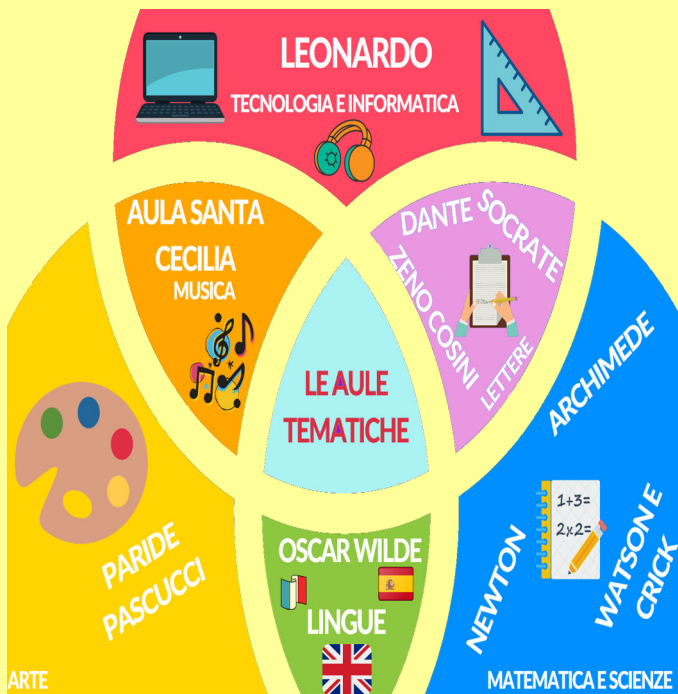 LEONARDO
TECNOLOGIA E INFORMATICA
AULA SANTA
CECILIA
MUSICA
DANTE SOCRATE
ZENO COSINI
LETTERE
LE AULE
TEMATICHE
ARCHIMEDE
1+3=
2x2=
NEWTON
WATSON E
CRICK
MATEMATICA E SCIENZE
PARIDE
PASCUCCI
ARTE
OSCAR WILDE
LINGUE